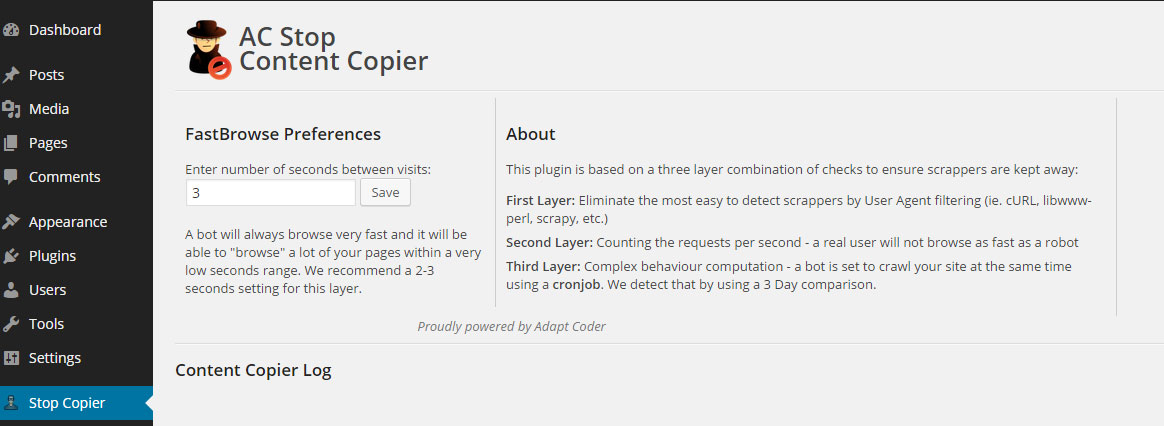 Dashboard
Posts
Media
Pages
Comments
Appearance
Plugins
Users
Tools
Settings
Stop Copier
AC Stop
Content Copier
FastBrowse Preferences
Enter number of seconds between visits:
3
Save
A bot will always browse very fast and it will be
able to "browse" a lot of your pages within a very
low seconds range. We recommend a 2-3
seconds setting for this layer.
About
This plugin is based on a three layer combination of checks to ensure scrappers are kept away:
First Layer: Eliminate the most easy to detect scrappers by User Agent filtering (ie. cURL, libwww-
perl, scrapy, etc.)
Second Layer: Counting the requests per second - a real user will not browse as fast as a robot
Third Layer: Complex behaviour computation - a bot is set to crawl your site at the same time
using a cronjob. We detect that by using a 3 Day comparison.
Proudly powered by Adapt Coder
Content Copier Log